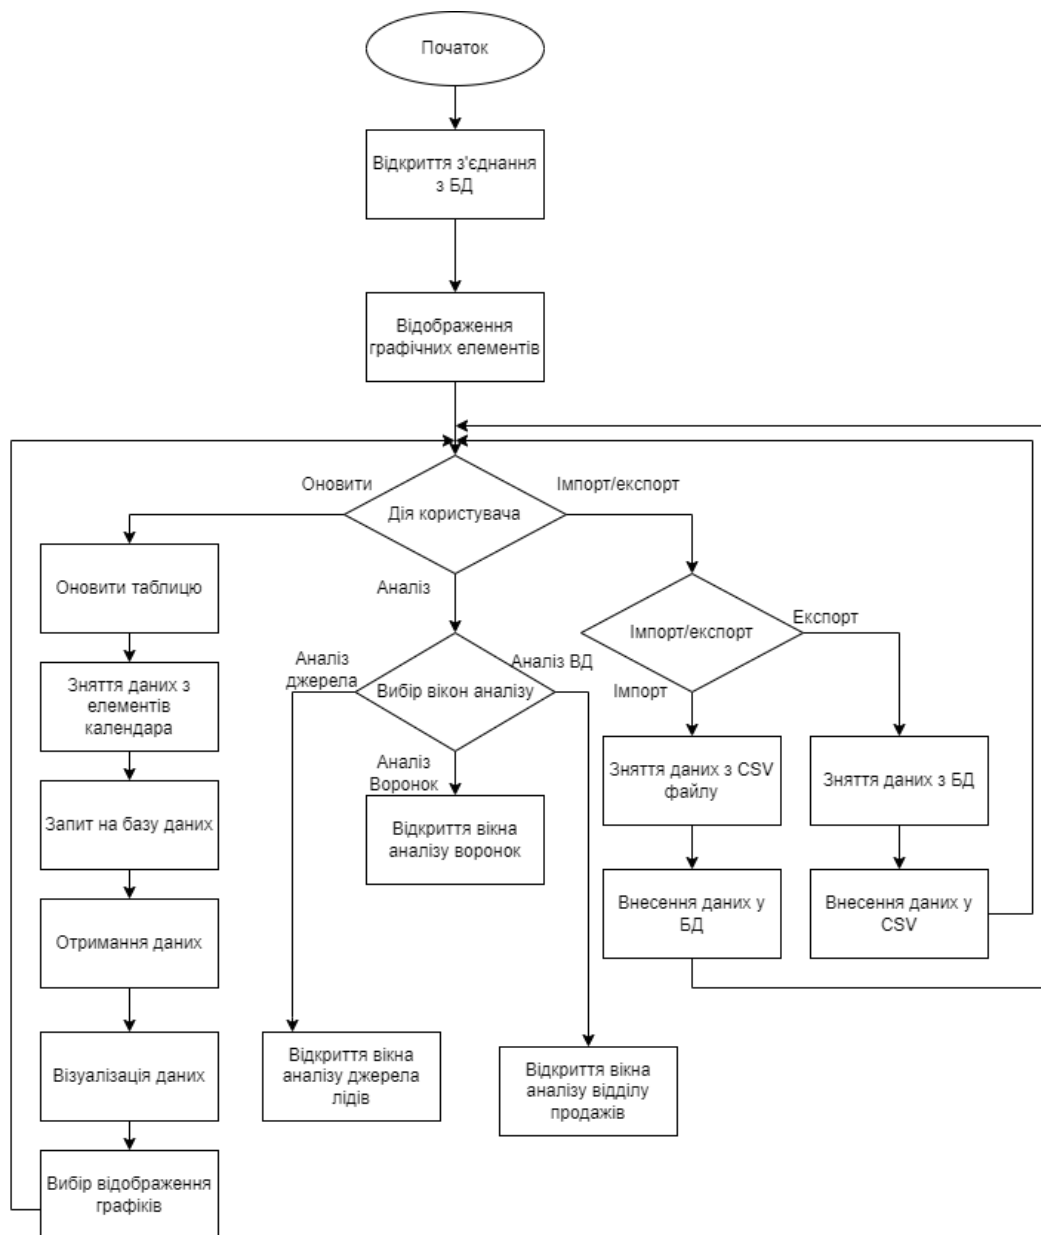 Початок
Відкриття з'єднання
з БД
Відображення
графічних елементів
Оновити
Імпорт/експорт
Дія користувача
Оновити таблицю
Аналіз
Імпорт/експорт
Експорт
Аналіз
джерела
Аналіз ВД
Вибір вікон аналізу
Імпорт
Зняття даних з
елементів
календара
Аналіз
Воронок
Зняття даних з CSV
файлу
Зняття даних з БД
Запит на базу даних
Відкриття вікна
аналізу воронок
Внесення даних у
БД
Внесення даних у
CSV
Отримання даних
Візуалізація даних
Відкриття вікна
аналізу джерела
лідів
Відкриття вікна
аналізу відділу
продажів
Вибір відображення
графіків